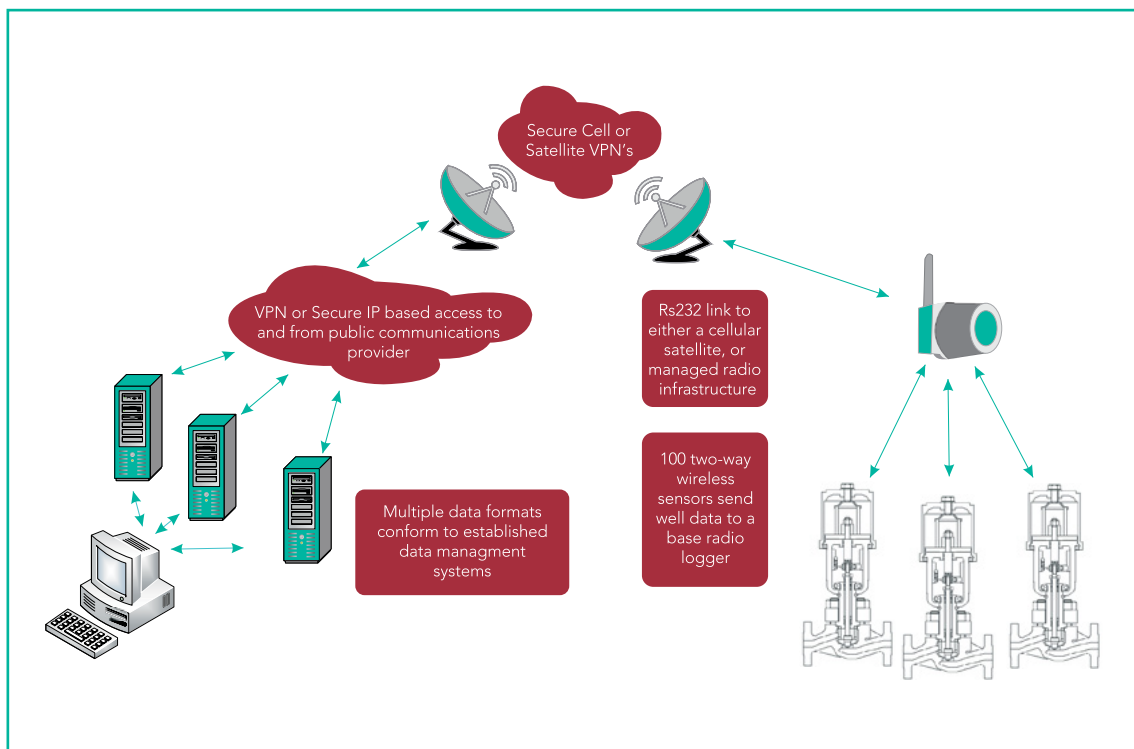 Secure Cell or
Satellite VPN's
VPN or Secure IP based access to
and from public communications
provider
Rs232 link to
either a cellular
satellite, or
managed radio
infrastructure
100 two-way
wireless
sensors send
well data to a
base radio
logger
Multiple data formats
conform to established
data managment
systems